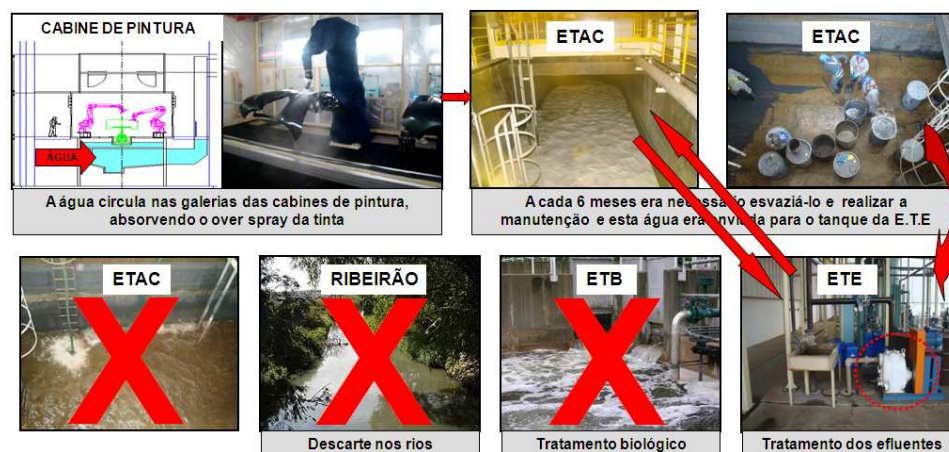 CABINE DE PINTURA
ÁGUA
ETAC
ETAC
A água circula nas galerias das cabines de pintura,
absorvendo o over spray da tinta
A cada 6 meses era necessário esvaziá-lo e realizar a
manutenção e esta água era enviada para o tanque da E.T.E
ETAC
RIBEIRÃO
ETB
ETE
Descarte nos rios
Tratamento biológico
Tratamento dos efluentes